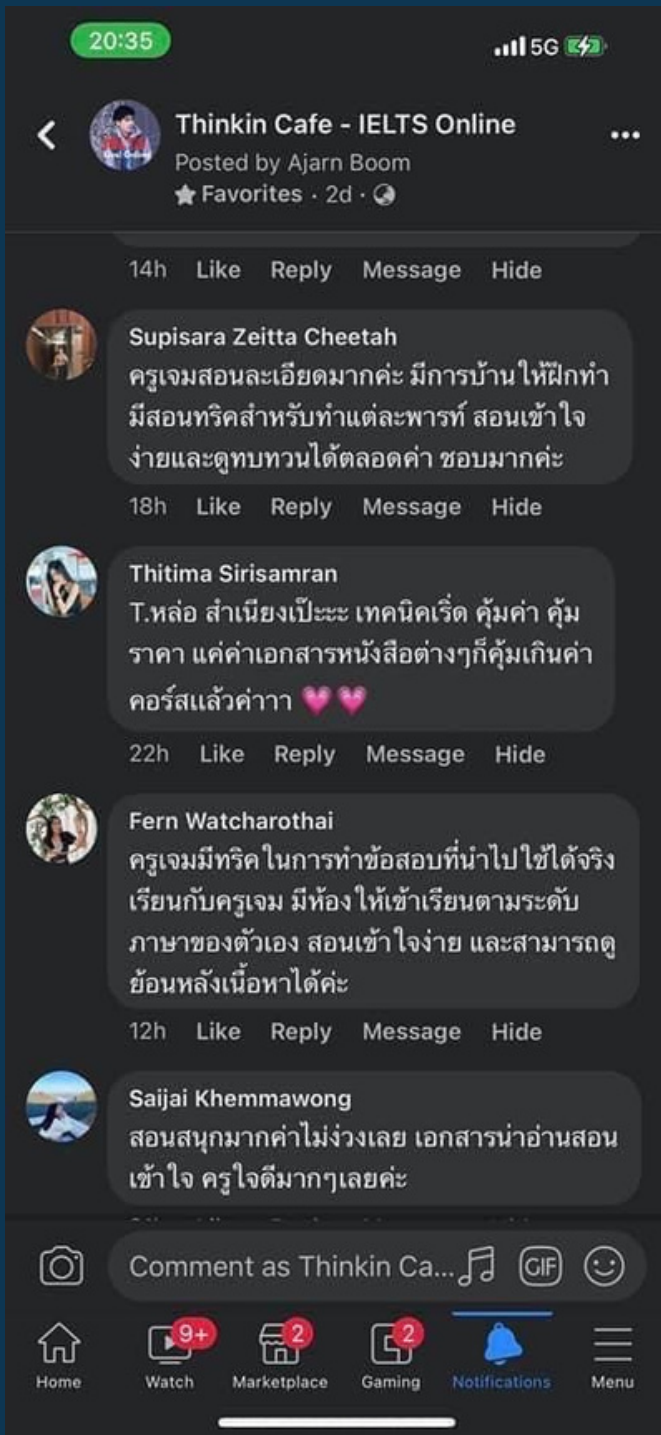 20:35
5G
Thinkin Cafe - IELTS Online
Posted by Ajarn Boom
Favorites · 2d ·
14h Like Reply Message Hide
Supisara Zeitta Cheetah
ครูเจมสอนละเอียดมากค่ะ มีการบ้านให้ฝึกทำ
มีสอนทริคสำหรับทำแต่ละพารท์ สอนเข้าใจ
ง่ายและดูทบทวนได้ตลอดค่า ชอบมากค่ะ
18h Like Reply Message Hide
Thitima Sirisamran
T.หล่อ สำเนียงเป๊ะะะ เทคนิคเริ่ด คุ้มค่า คุ้ม
ราคา แค่ค่าเอกสารหนังสือต่างๆก็คุ้มเกินค่า
คอร์สแล้วค่าาา 💗💗
22h Like Reply Message Hide
Fern Watcharothai
ครูเจมมีทริคในการทำข้อสอบที่นำไปใช้ได้จริง
เรียนกับครูเจม มีห้องให้เข้าเรียนตามระดับ
ภาษาของตัวเอง สอนเข้าใจง่าย และสามารถดู
ย้อนหลังเนื้อหาได้ค่ะ
12h Like Reply Message Hide
Saijai Khemmawong
สอนสนุกมากค่าไม่ง่วงเลย เอกสารน่าอ่านสอน
เข้าใจ ครูใจดีมากๆเลยค่ะ
Comment as Thinkin Ca... GIF
9+ 2 2
Home Watch Marketplace Gaming Notifications Menu